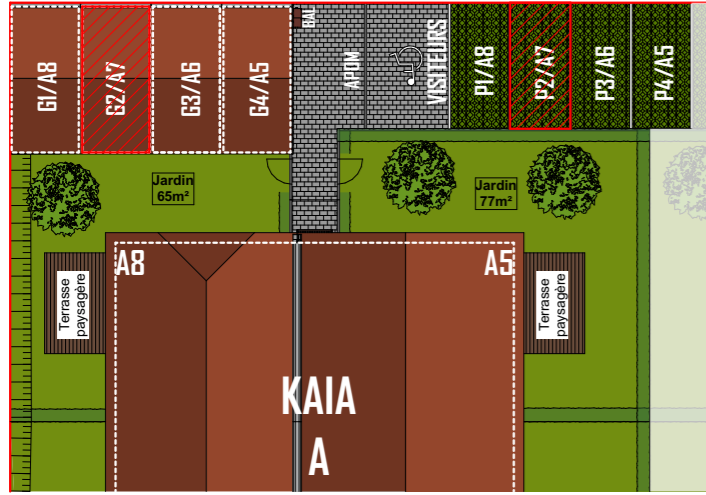 G1/A8
G2/A7
G3/A6
G4/A5
BAL
APQM
VISITEURS
P1/A8
P2/A7
P3/A6
P4/A5
Jardin
65m²
Jardin
77m²
A8
A5
Terrasse
paysagère
Terrasse
paysagère
KAIA
A